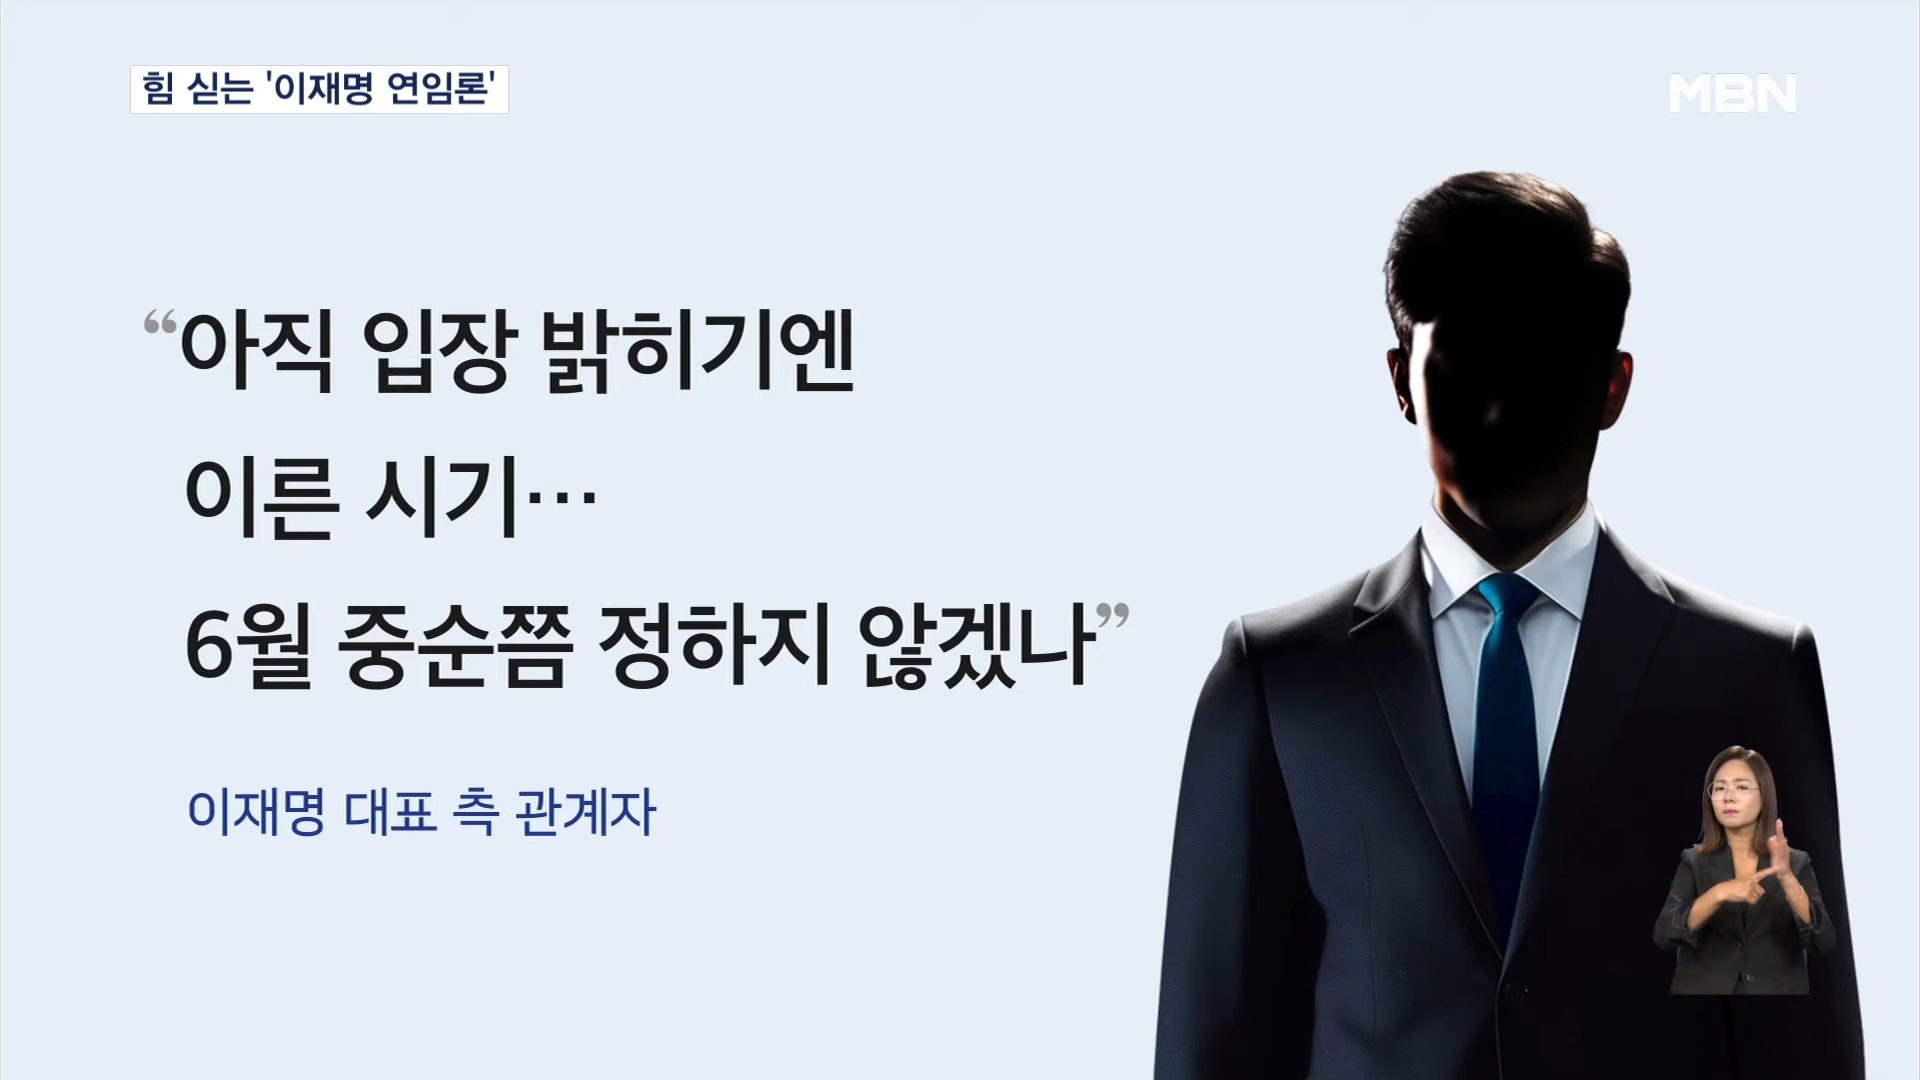 힘 싣는 '이재명 연임론'
MBN
“아직 입장 밝히기엔
이른 시기…
6월 중순쯤 정하지 않겠나”
이재명 대표 측 관계자